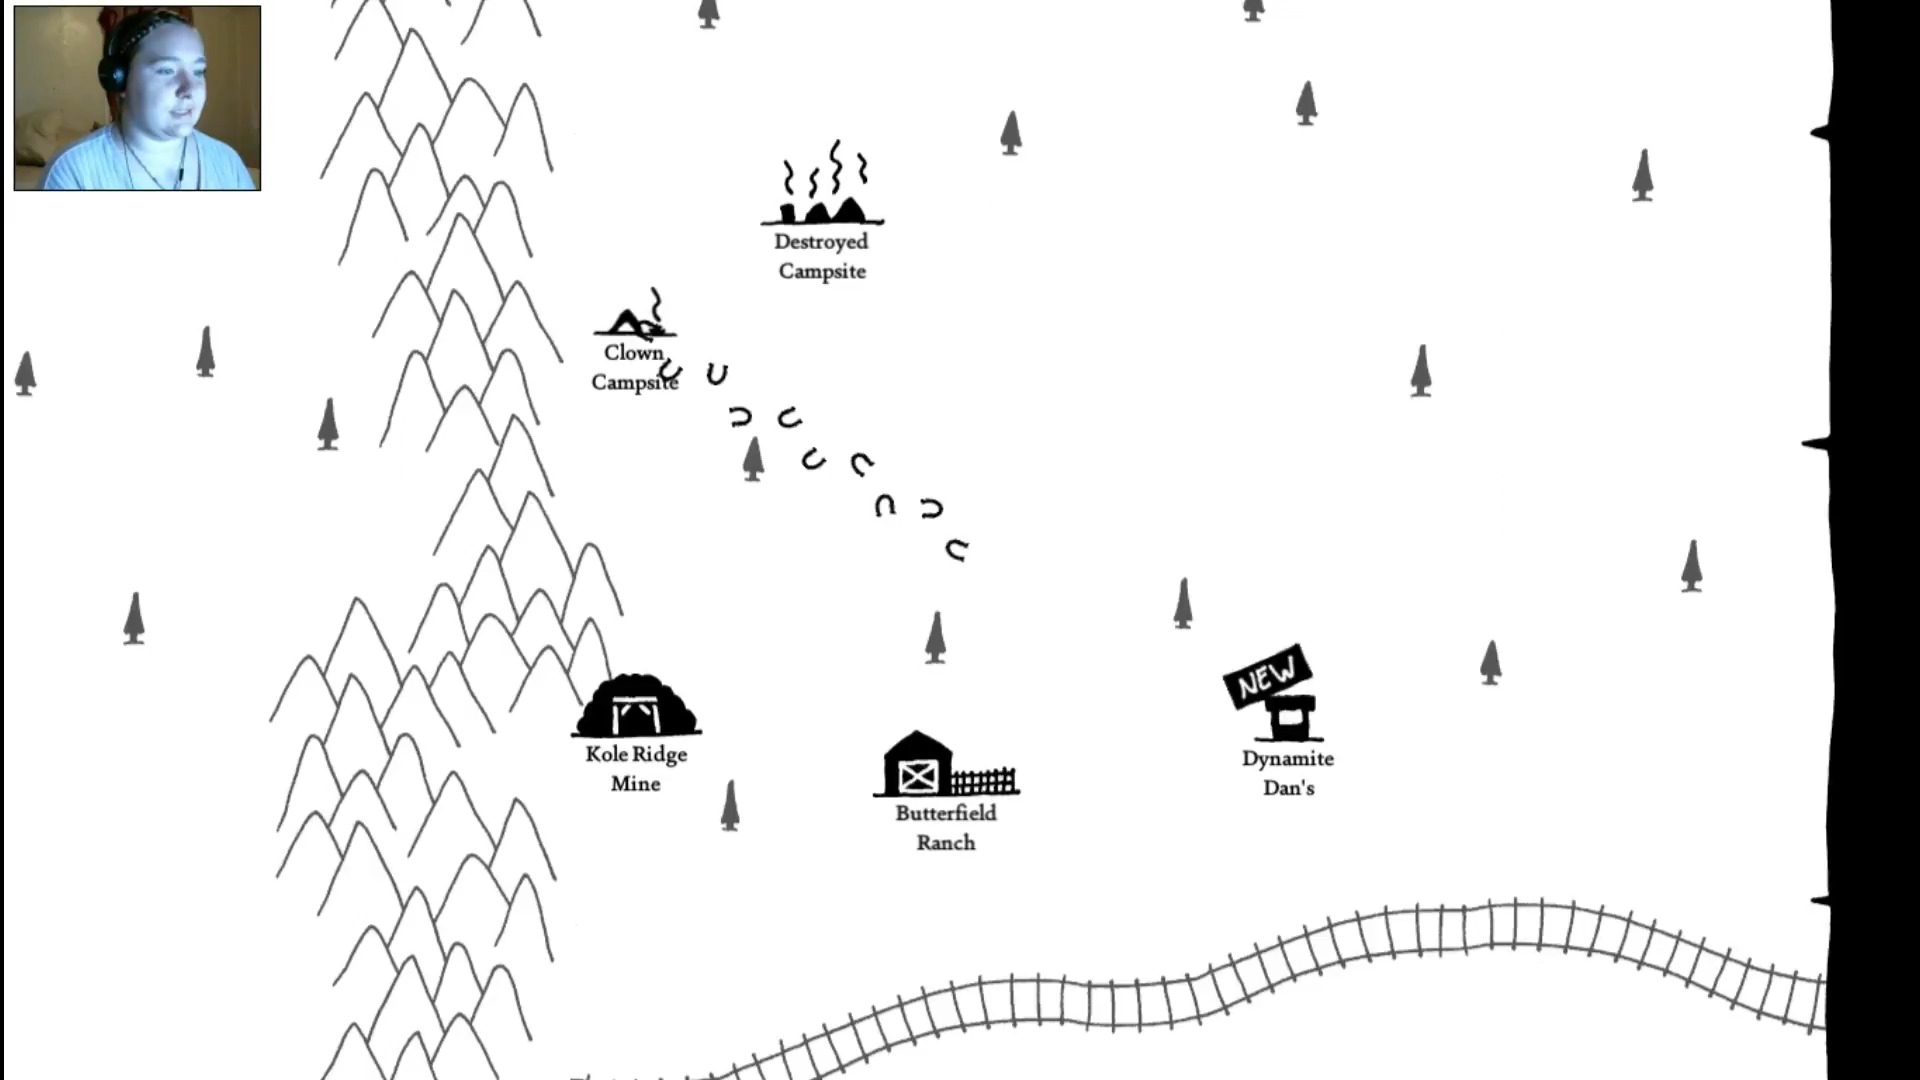 Destroyed
Campsite
Clown
Campsite
NEW
Kole Ridge
Mine
Dynamite
Dan's
Butterfield
Ranch